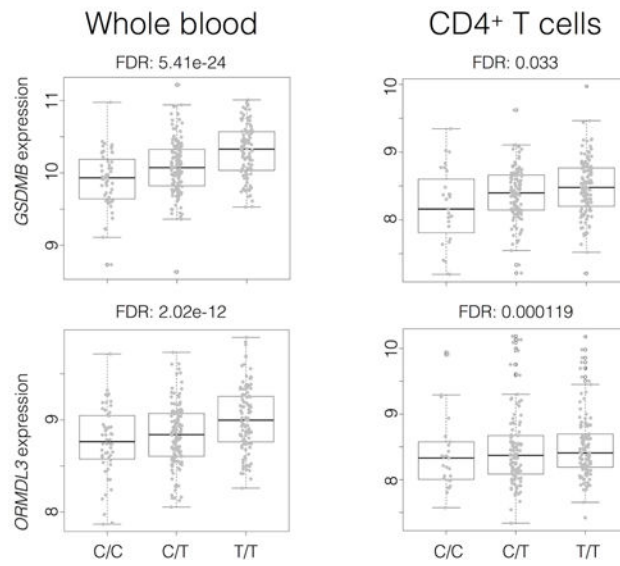 Whole blood
CD4⁺ T cells
FDR: 5.41e-24
FDR: 0.033
GSDMB expression
11
10
9
10
9
8
FDR: 2.02e-12
FDR: 0.000119
ORMDL3 expression
9
8
10
9
8
C/C C/T T/T
C/C C/T T/T